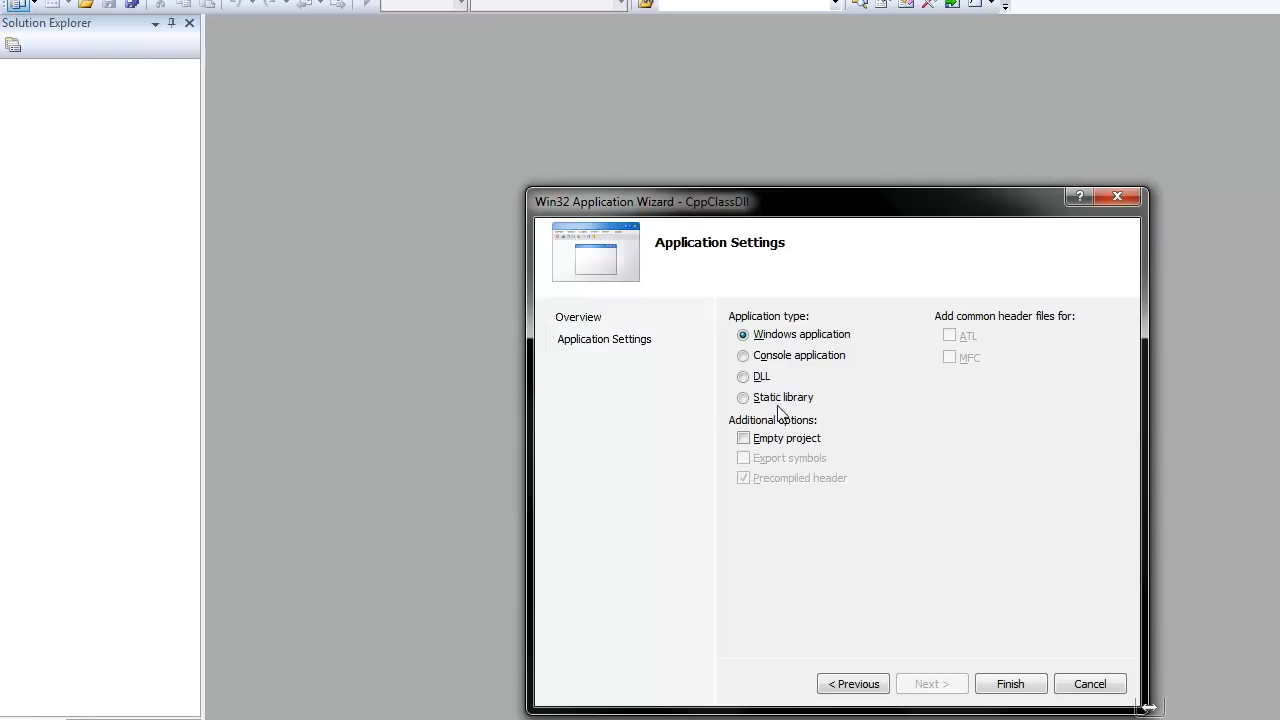 Solution Explorer
Win32 Application Wizard - CppClassDll
Application Settings
Overview
Application Settings
Application type:
Windows application
Console application
DLL
Static library
Additional options:
Empty project
Export symbols
Precompiled header
Add common header files for:
ATL
MFC
< Previous
Next >
Finish
Cancel